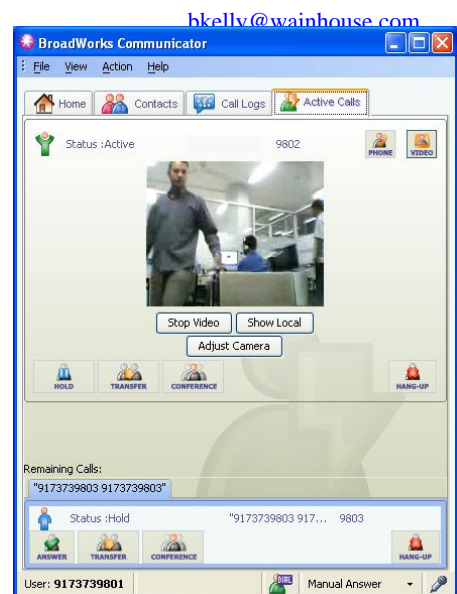 bkelly@wainhouse.com
BroadWorks Communicator
File View Action Help
Home Contacts Call Logs Active Calls
Status :Active 9802 PHONE VIDEO
Stop Video Show Local
Adjust Camera
HOLD TRANSFER CONFERENCE HANG-UP
Remaining Calls:
"9173739803 9173739803"
Status :Hold "9173739803 917... 9803
ANSWER TRANSFER CONFERENCE HANG-UP
User: 9173739801 DIAL Manual Answer